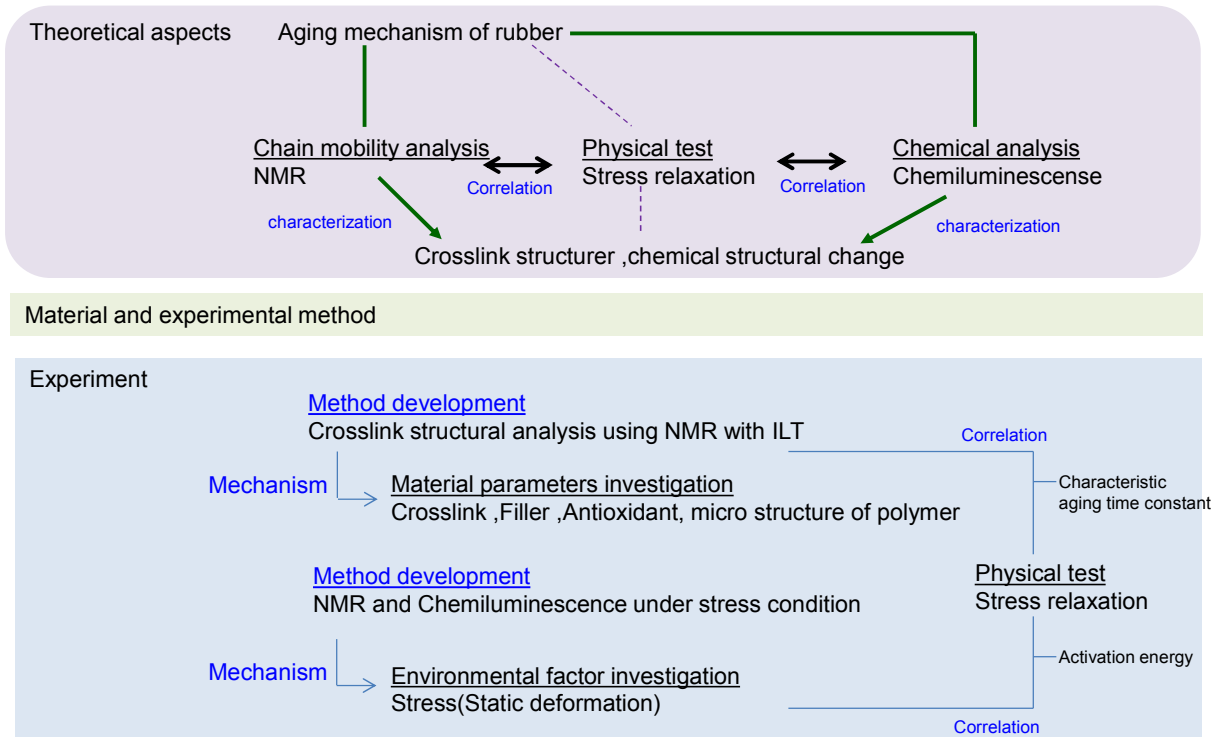 Theoretical aspects
Aging mechanism of rubber
Chain mobility analysis
NMR
Physical test
Stress relaxation
Chemical analysis
Chemiluminescense
Correlation
Correlation
characterization
characterization
Crosslink structurer ,chemical structural change
Material and experimental method
Experiment
Method development
Crosslink structural analysis using NMR with ILT
Correlation
Mechanism
Material parameters investigation
Crosslink ,Filler ,Antioxidant, micro structure of polymer
Characteristic
aging time constant
Method development
NMR and Chemiluminescence under stress condition
Physical test
Stress relaxation
Mechanism
Environmental factor investigation
Stress(Static deformation)
Activation energy
Correlation